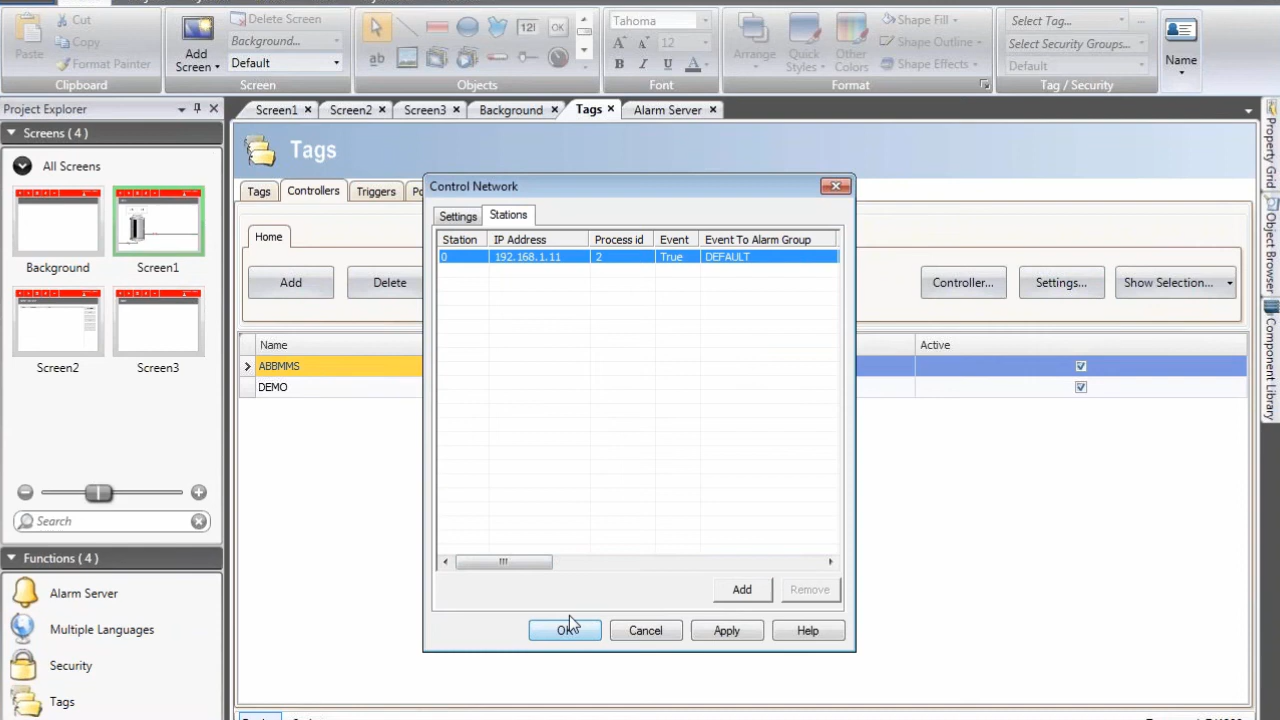 Cut
Delete Screen
Tahoma
Shape Fill
Select Tag...
...
Copy
Background...
12
Shape Outline
Select Security Groups...
Paste
Format Painter
Add Screen
Default
ab
B
I
U
A
Arrange
Quick Styles
Other Colors
Shape Effects
Default
Name
123
OK
Clipboard
Screen
Objects
Font
Format
Tag / Security
Project Explorer
Screen1
Screen2
Screen3
Background
Tags
Alarm Server
Screens ( 4 )
Tags
All Screens
Tags
Controllers
Triggers
Control Network
Settings
Stations
Home
Station
IP Address
Process id
Event
Event To Alarm Group
0
192.168.1.11
2
True
DEFAULT
Background
Screen1
Add
Delete
Controller...
Settings...
Show Selection...
Name
Active
ABBMMS
DEMO
Screen2
Screen3
Search
Functions ( 4 )
Alarm Server
Multiple Languages
Security
Tags
Add
Remove
OK
Cancel
Apply
Help
Property Grid
Object Browser
Component Library